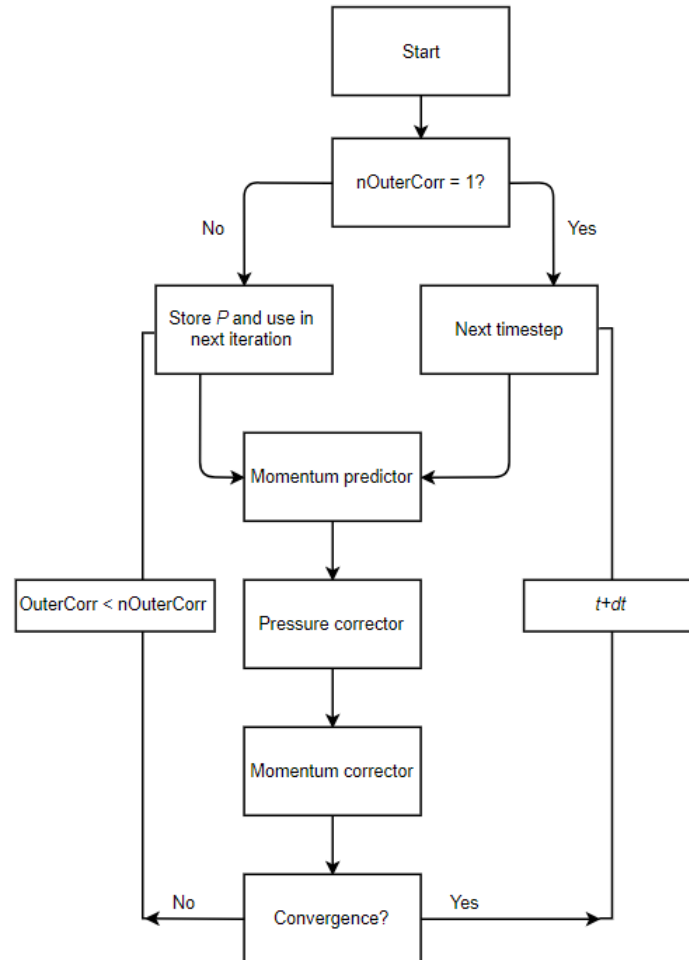 Start
nOuterCorr = 1?
No
Yes
Store P and use in
next iteration
Next timestep
Momentum predictor
OuterCorr < nOuterCorr
t+dt
Pressure corrector
Momentum corrector
No
Yes
Convergence?